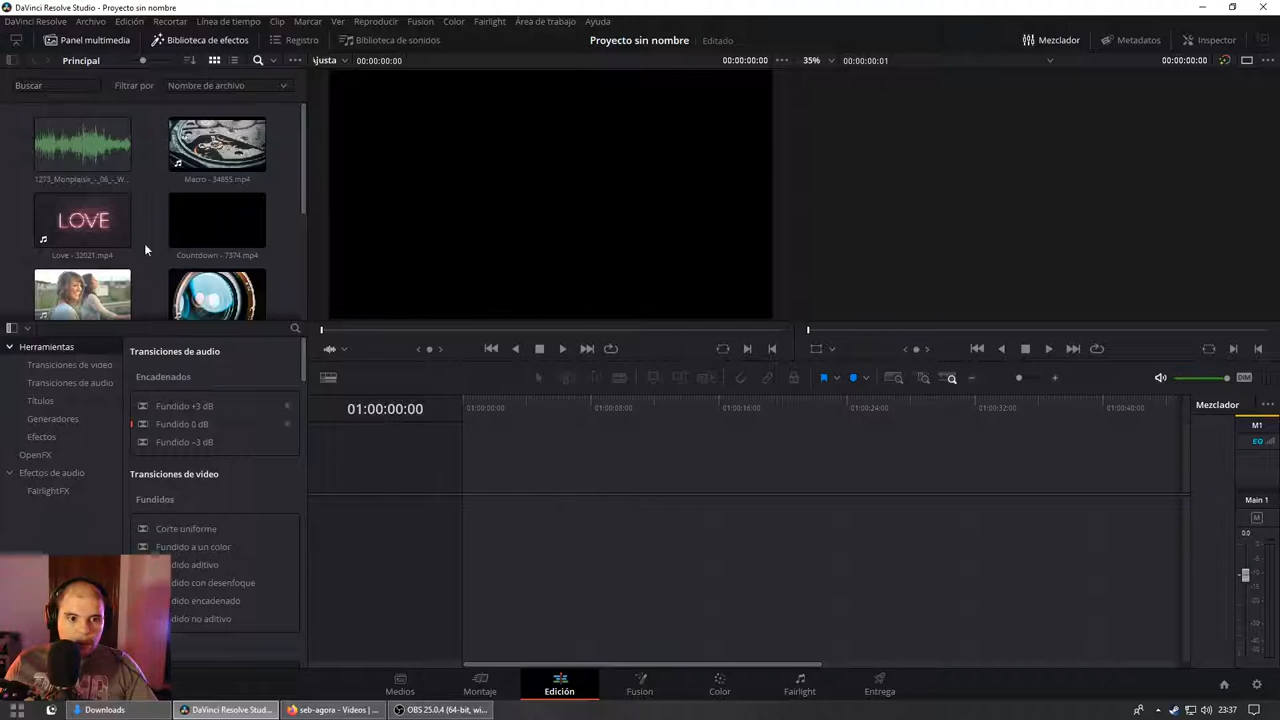 DaVinci Resolve Studio - Proyecto sin nombre
DaVinci Resolve Archivo Edición Recortar Línea de tiempo Clip Marcar Ver Reproducir Fusion Color Fairlight Área de trabajo Ayuda
Panel multimedia Biblioteca de efectos Registro Biblioteca de sonidos Proyecto sin nombre Editado Mezclador Metadatos Inspector
Principal Ajusta 00:00:00:00 00:00:00:00 35% 00:00:00:01 00:00:00:00
Buscar Filtrar por Nombre de archivo
1273_Monplaisir_-_06_-_W... Macro - 34855.mp4
LOVE
Love - 32021.mp4 Countdown - 7374.mp4
Herramientas
Transiciones de video
Transiciones de audio
Títulos
Generadores
Efectos
OpenFX
Efectos de audio
FairlightFX
Transiciones de audio
Encadenados
Fundido +3 dB
Fundido 0 dB
Fundido −3 dB
Transiciones de video
Fundidos
Corte uniforme
Fundido a un color
dido aditivo
dido con desenfoque
dido encadenado
dido no aditivo
DIM
01:00:00:00 01:00:00:00 01:00:08:00 01:00:16:00 01:00:24:00 01:00:32:00 01:00:40:00
Mezclador
M1
EQ
Main 1
M
0.0
Medios Montaje Edición Fusion Color Fairlight Entrega
Downloads DaVinci Resolve Stud... seb-agora - Videos | ... OBS 25.0.4 (64-bit, wi... 23:37